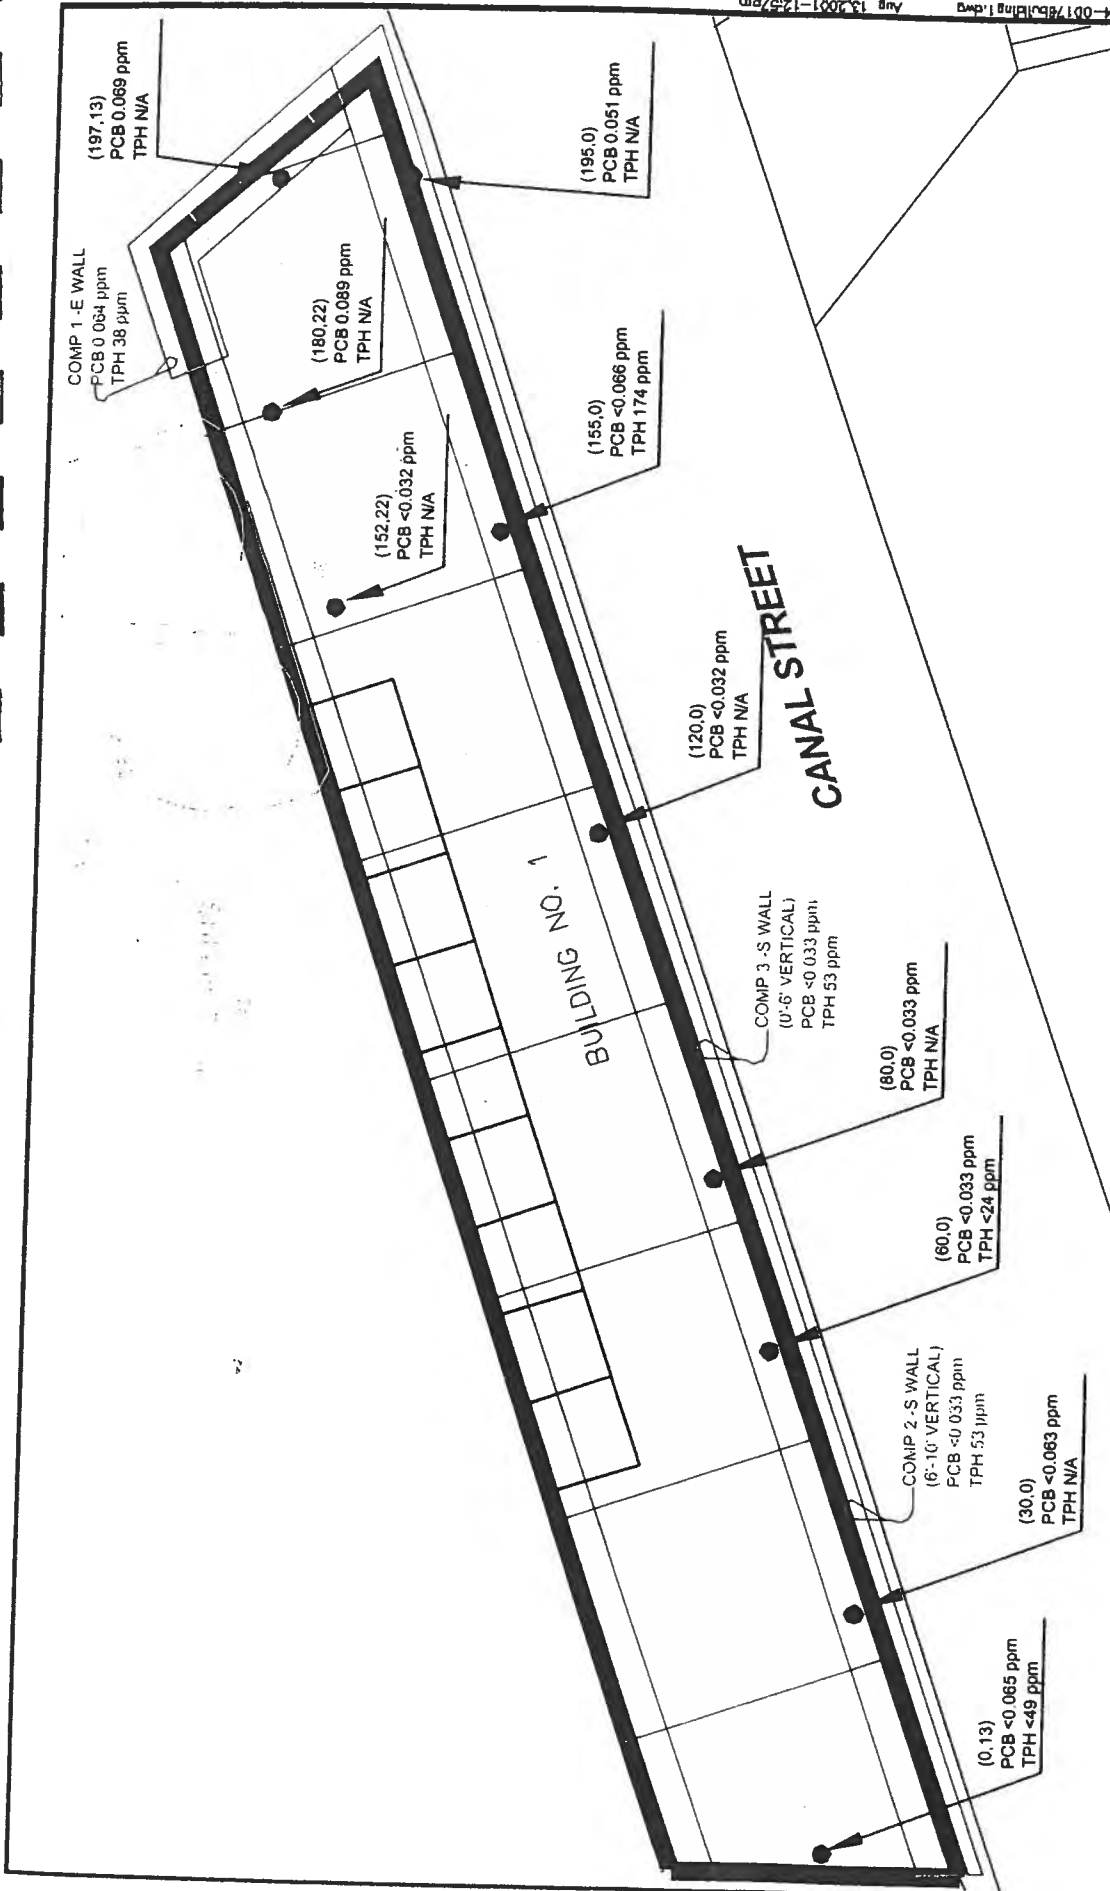 (197,13)
PCB 0.069 ppm
TPH N/A
COMP 1 -E WALL
PCB 0 064 ppm
TPH 38 ppm
(195,0)
PCB 0.051 ppm
TPH N/A
(180,22)
PCB 0.089 ppm
TPH N/A
(155,0)
PCB <0.066 ppm
TPH 174 ppm
(152,22)
PCB <0.032 ppm
TPH N/A
(120,0)
PCB <0.032 ppm
TPH N/A
CANAL STREET
BUILDING NO. 1
COMP 3 -S WALL
(0'-6' VERTICAL)
PCB <0 033 ppm
TPH 53 ppm
(80,0)
PCB <0.033 ppm
TPH N/A
(60,0)
PCB <0.033 ppm
TPH <24 ppm
COMP 2 -S WALL
(6'-10' VERTICAL)
PCB <0 033 ppm
TPH 53 ppm
(30,0)
PCB <0.063 ppm
TPH N/A
(0,13)
PCB <0.065 ppm
TPH <49 ppm
Aug 13,2001-12:57pm